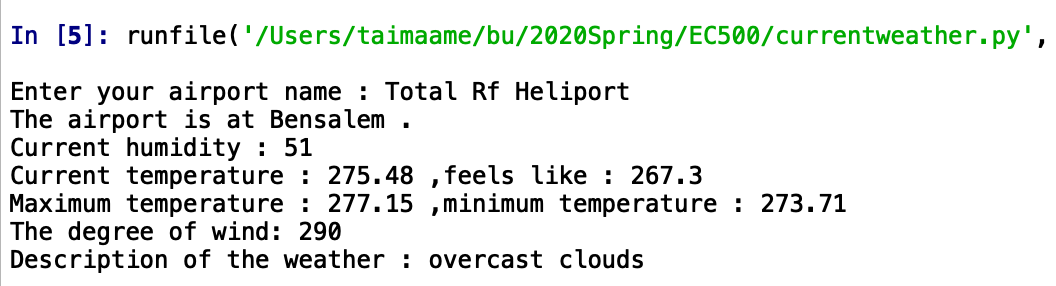 In [5]: runfile('/Users/taimaame/bu/2020Spring/EC500/currentweather.py',
Enter your airport name : Total Rf Heliport
The airport is at Bensalem .
Current humidity : 51
Current temperature : 275.48 ,feels like : 267.3
Maximum temperature : 277.15 ,minimum temperature : 273.71
The degree of wind: 290
Description of the weather : overcast clouds